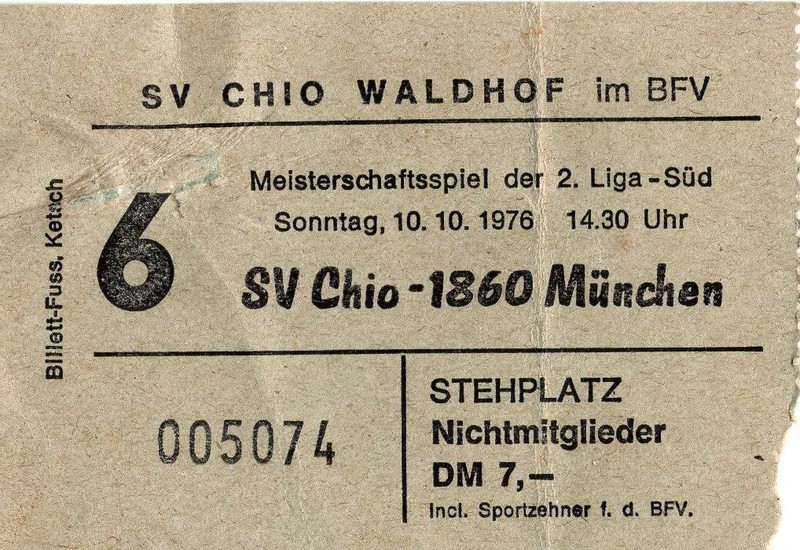 SV CHIO WALDHOF im BFV
Meisterschaftsspiel der 2. Liga-Süd
Sonntag, 10. 10. 1976 14.30 Uhr
6
SV Chio - 1860 München
Billett-Fuss, Ketsch
005074
STEHPLATZ
Nichtmitglieder
DM 7,—
Incl. Sportzehner f. d. BFV.